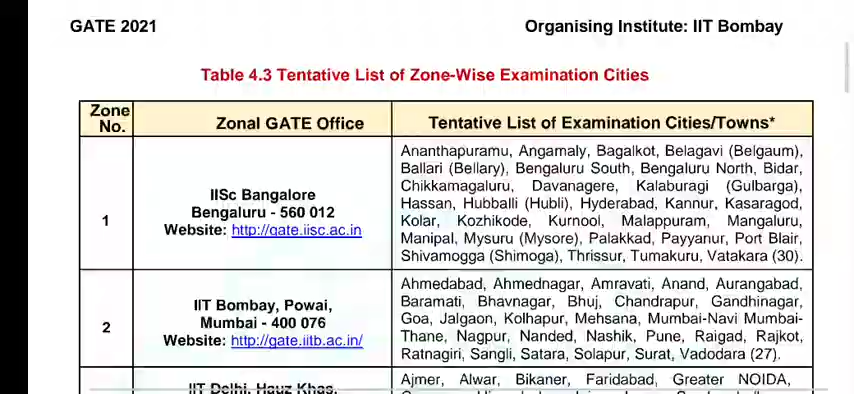 GATE 2021 Organising Institute: IIT Bombay
Table 4.3 Tentative List of Zone-Wise Examination Cities
Zone No. Zonal GATE Office Tentative List of Examination Cities/Towns*
1
IISc Bangalore
Bengaluru - 560 012
Website: http://gate.iisc.ac.in
Ananthapuramu, Angamaly, Bagalkot, Belagavi (Belgaum),
Ballari (Bellary), Bengaluru South, Bengaluru North, Bidar,
Chikkamagaluru, Davanagere, Kalaburagi (Gulbarga),
Hassan, Hubballi (Hubli), Hyderabad, Kannur, Kasaragod,
Kolar, Kozhikode, Kurnool, Malappuram, Mangaluru,
Manipal, Mysuru (Mysore), Palakkad, Payyanur, Port Blair,
Shivamogga (Shimoga), Thrissur, Tumakuru, Vatakara (30).
2
IIT Bombay, Powai,
Mumbai - 400 076
Website: http://gate.iitb.ac.in/
Ahmedabad, Ahmednagar, Amravati, Anand, Aurangabad,
Baramati, Bhavnagar, Bhuj, Chandrapur, Gandhinagar,
Goa, Jalgaon, Kolhapur, Mehsana, Mumbai-Navi Mumbai-
Thane, Nagpur, Nanded, Nashik, Pune, Raigad, Rajkot,
Ratnagiri, Sangli, Satara, Solapur, Surat, Vadodara (27).
IIT Delhi, Hauz Khas,
Ajmer, Alwar, Bikaner, Faridabad, Greater NOIDA,